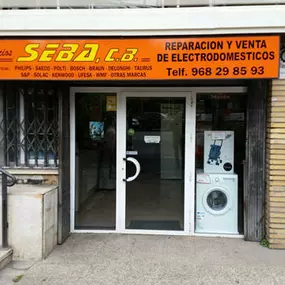 SEBA, C.B.
REPARACION Y VENTA
DE ELECTRODOMESTICOS
PHILIPS - SAECO - POLTI - BOSCH - BRAUN - DELONGHI - TAURUS
S&P - SOLAC - KENWOOD - UFESA - WMF - OTRAS MARCAS
Telf. 968 29 85 93